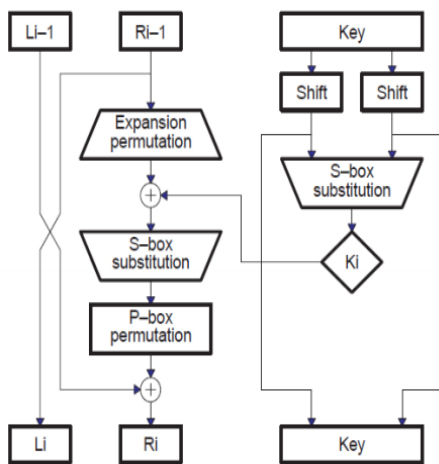 Li–1
Ri–1
Key
Shift
Shift
Expansion
permutation
S–box
substitution
S–box
substitution
Ki
P–box
permutation
Li
Ri
Key